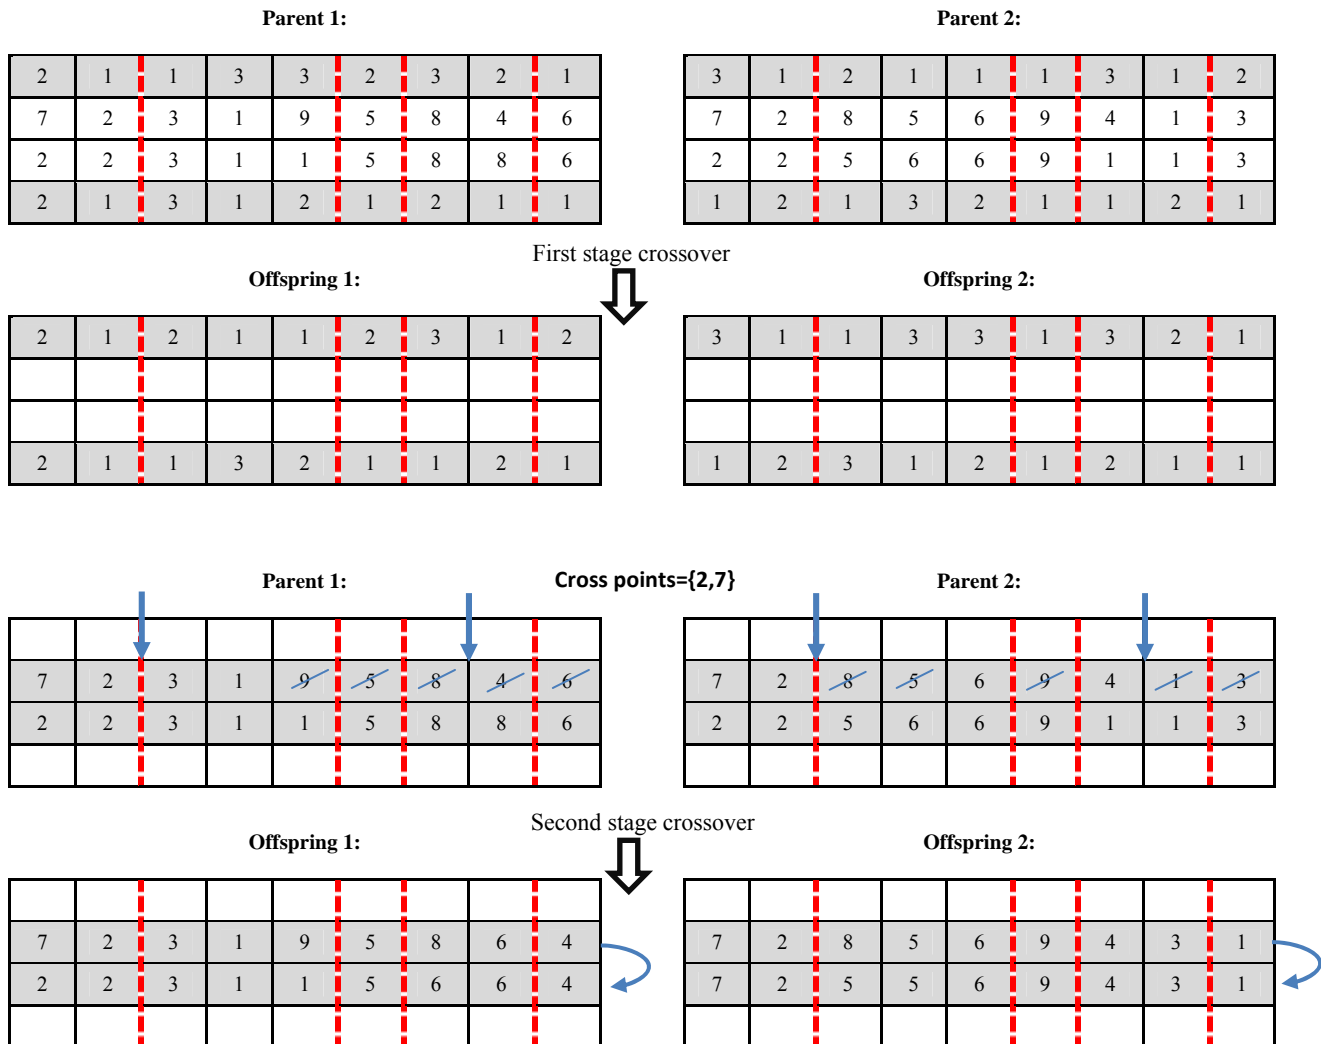 Parent 1: Parent 2:
2 1 1 3 3 2 3 2 1 3 1 2 1 1 1 3 1 2
7 2 3 1 9 5 8 4 6 7 2 8 5 6 9 4 1 3
2 2 3 1 1 5 8 8 6 2 2 5 6 6 9 1 1 3
2 1 3 1 2 1 2 1 1 1 2 1 3 2 1 1 2 1
First stage crossover
Offspring 1: Offspring 2:
2 1 2 1 1 2 3 1 2 3 1 1 3 3 1 3 2 1
2 1 1 3 2 1 1 2 1 1 2 3 1 2 1 2 1 1
Parent 1: Cross points={2,7} Parent 2:
7 2 3 1 9 5 8 4 6 7 2 8 5 6 9 4 1 3
2 2 3 1 1 5 8 8 6 2 2 5 6 6 9 1 1 3
Second stage crossover
Offspring 1: Offspring 2:
7 2 3 1 9 5 8 6 4 7 2 8 5 6 9 4 3 1
2 2 3 1 1 5 6 6 4 7 2 5 5 6 9 4 3 1